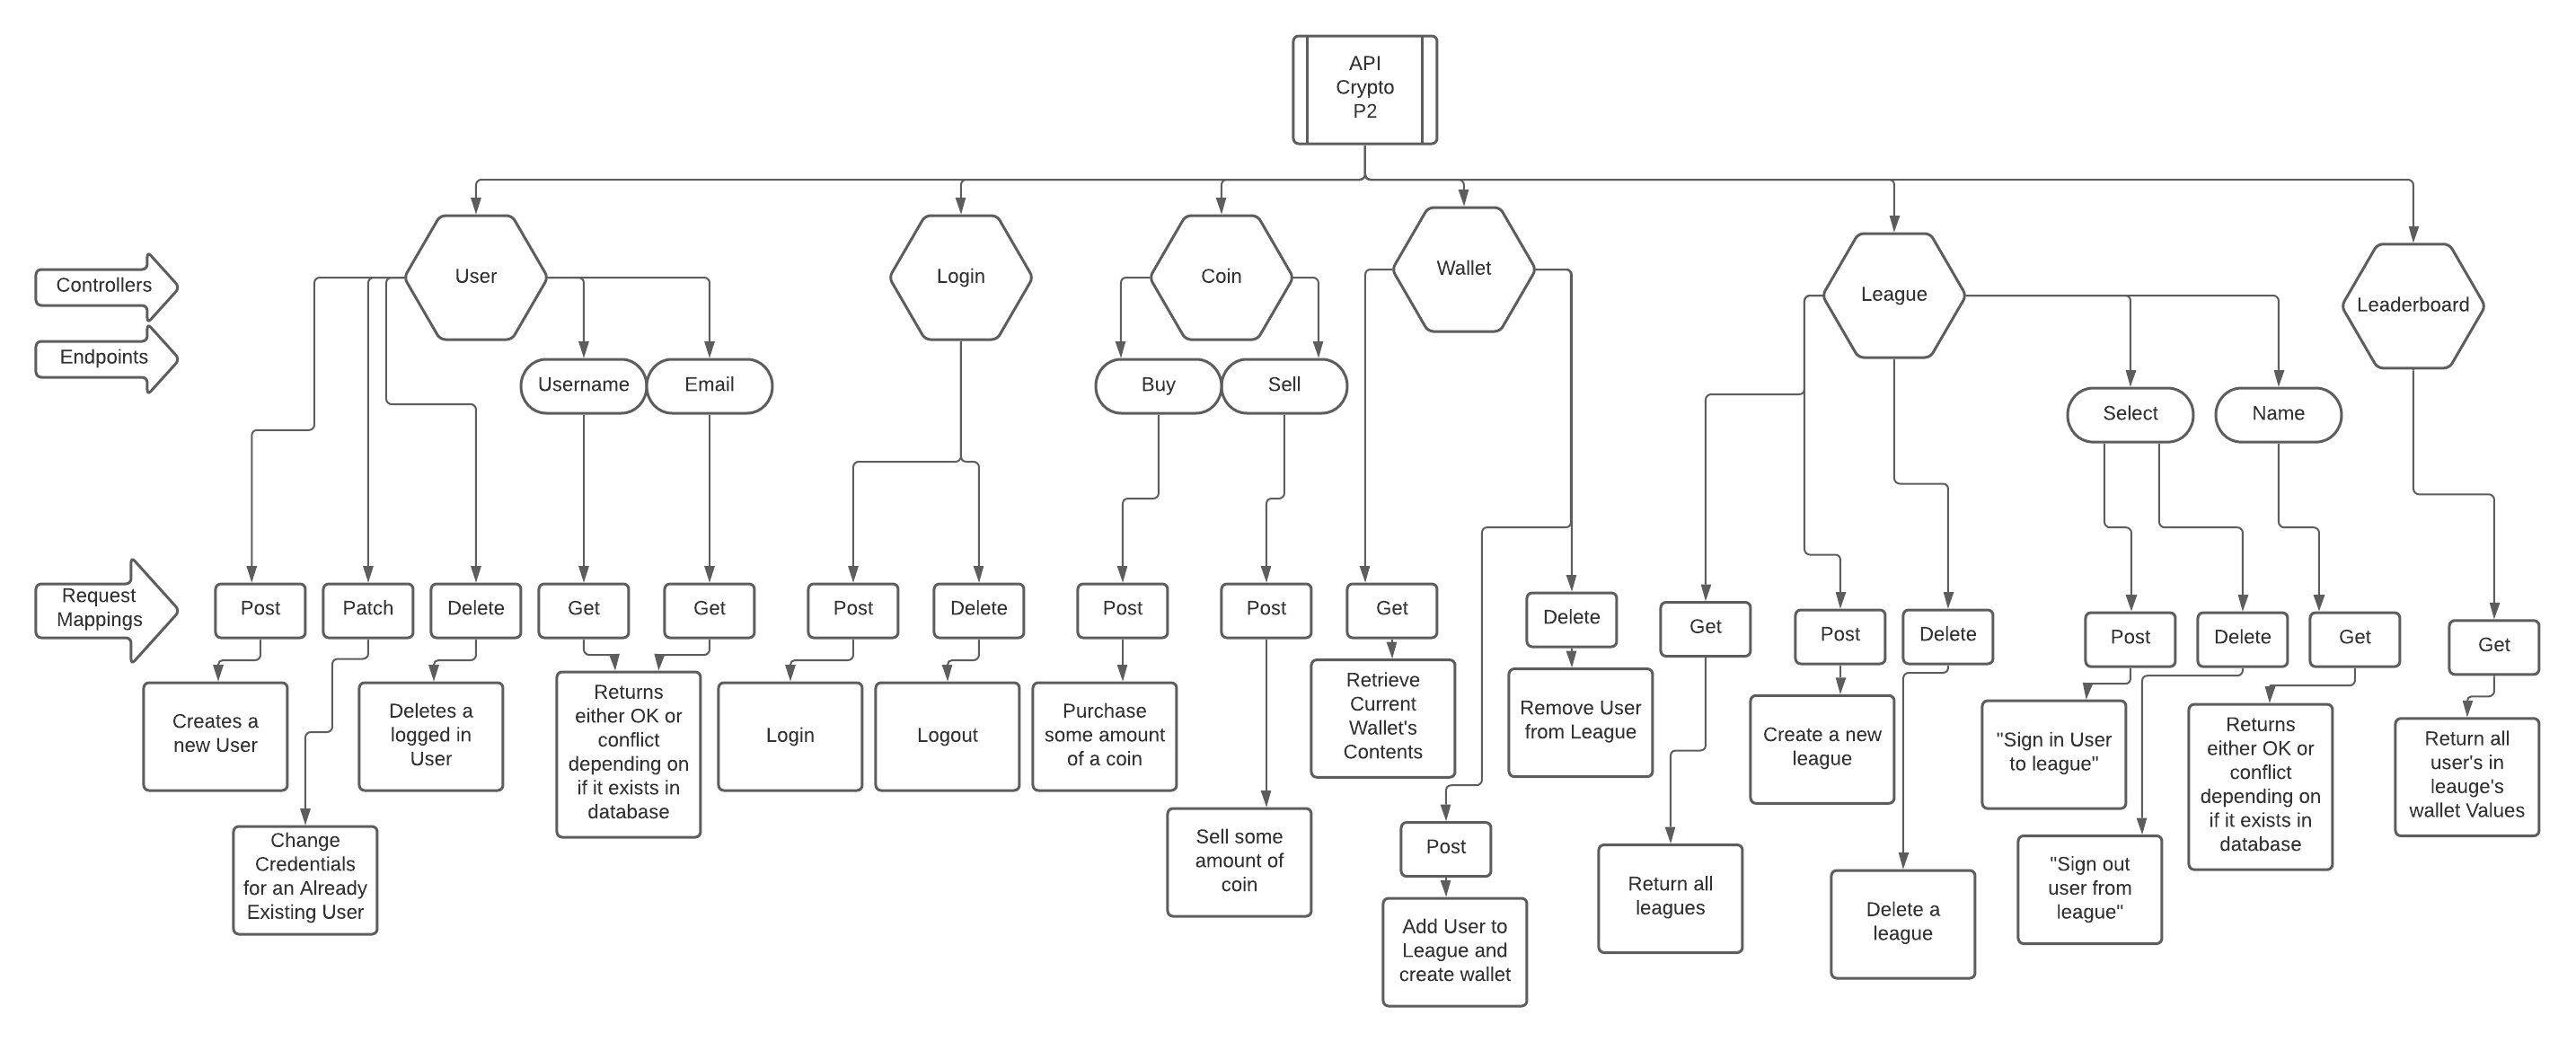 API
Crypto
P2
Controllers
Endpoints
Request
Mappings
User
Login
Coin
Wallet
League
Leaderboard
Username
Email
Buy
Sell
Select
Name
Post
Patch
Delete
Get
Get
Post
Delete
Post
Post
Get
Delete
Get
Post
Delete
Post
Delete
Get
Get
Creates a
new User
Deletes a
logged in
User
Returns
either OK or
conflict
depending on
if it exists in
database
Login
Logout
Purchase
some amount
of a coin
Retrieve
Current
Wallet's
Contents
Remove User
from League
Create a new
league
"Sign in User
to league"
Returns
either OK or
conflict
depending on
if it exists in
database
Return all
user's in
leauge's
wallet Values
Change
Credentials
for an Already
Existing User
Sell some
amount of
coin
Post
Add User to
League and
create wallet
Return all
leagues
Delete a
league
"Sign out
user from
league"